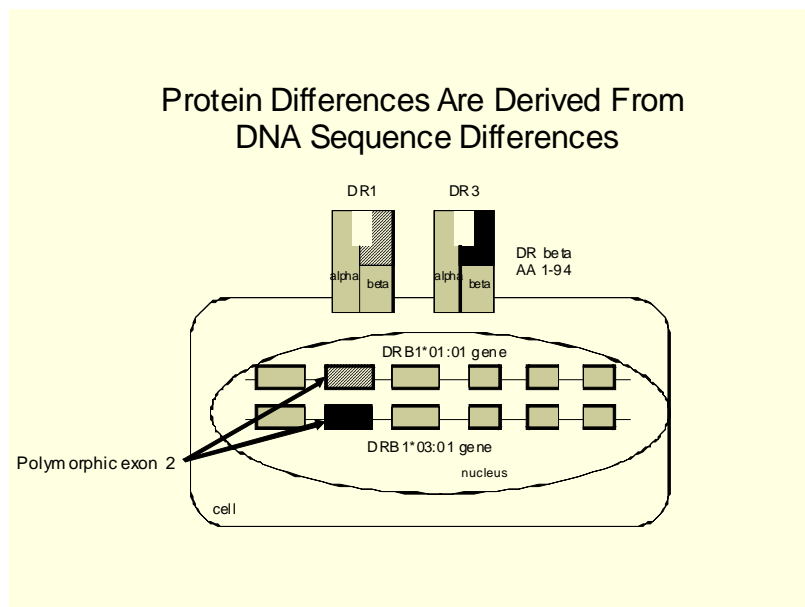 Protein Differences Are Derived From
DNA Sequence Differences
DR1
DR3
DR beta
AA 1-94
alpha
beta
alpha
beta
DRB1*01:01 gene
DRB1*03:01 gene
Polymorphic exon 2
nucleus
cell